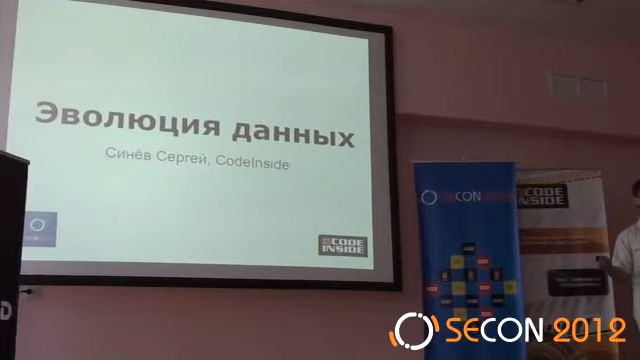 Эволюция данных
Синёв Сергей, CodeInside
CODE
INSIDE
SECON
CODE
INSIDE
D
SECON 2012